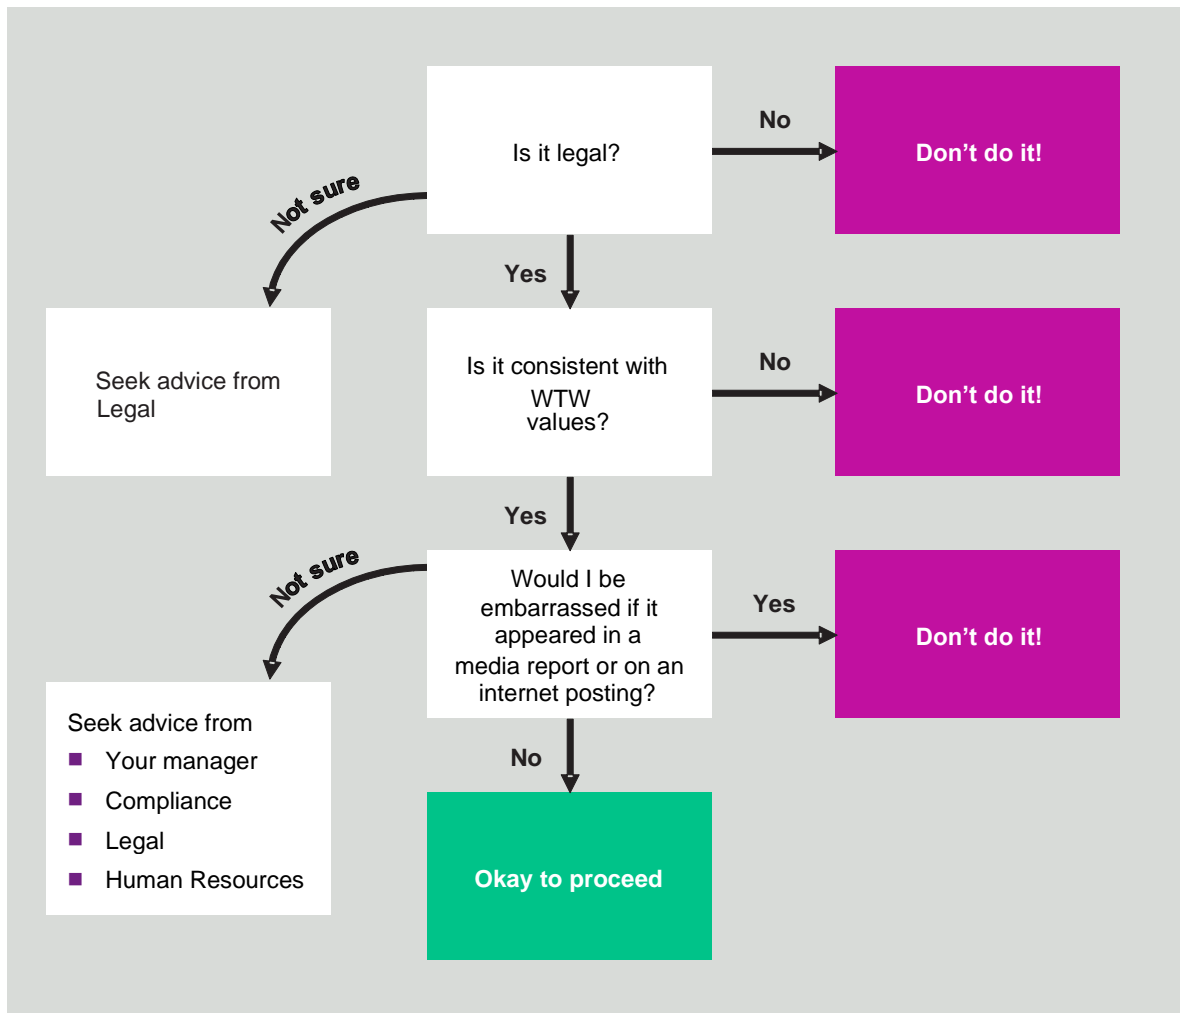 Is it legal?
No
Don't do it!
Not sure
Yes
Seek advice from
Legal
Is it consistent with
WTW
values?
No
Don't do it!
Yes
Not sure
Would I be
embarrassed if it
appeared in a
media report or on an
internet posting?
Yes
Don't do it!
Seek advice from
Your manager
Compliance
Legal
Human Resources
No
Okay to proceed